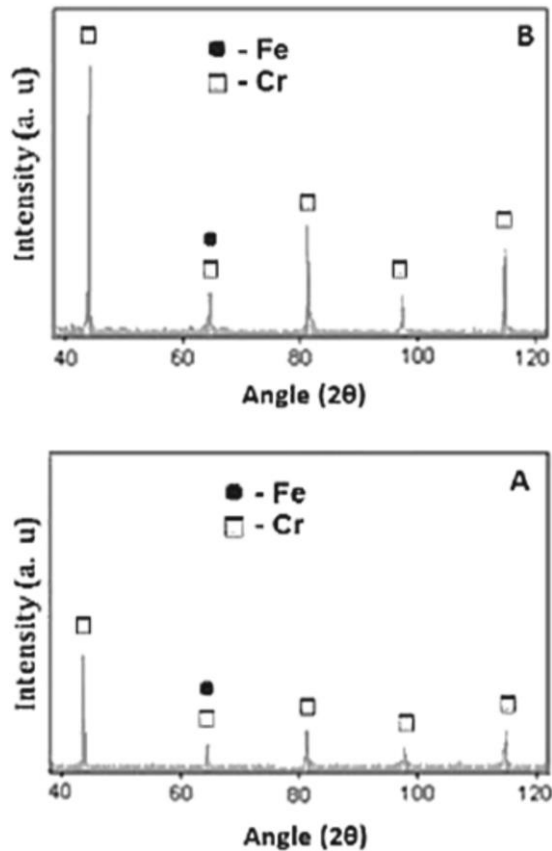 B
● - Fe
□ - Cr
Intensity (a. u)
40 60 80 100 120
Angle (2θ)
A
● - Fe
□ - Cr
Intensity (a. u)
40 60 80 100 120
Angle (2θ)